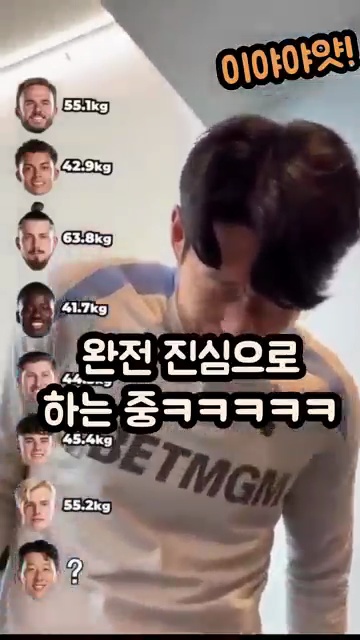 이야야얏!
55.1kg
42.9kg
63.8kg
41.7kg
완전 진심으로
하는 중ㅋㅋㅋㅋㅋ
45.4kg
BETMGM
55.2kg
?